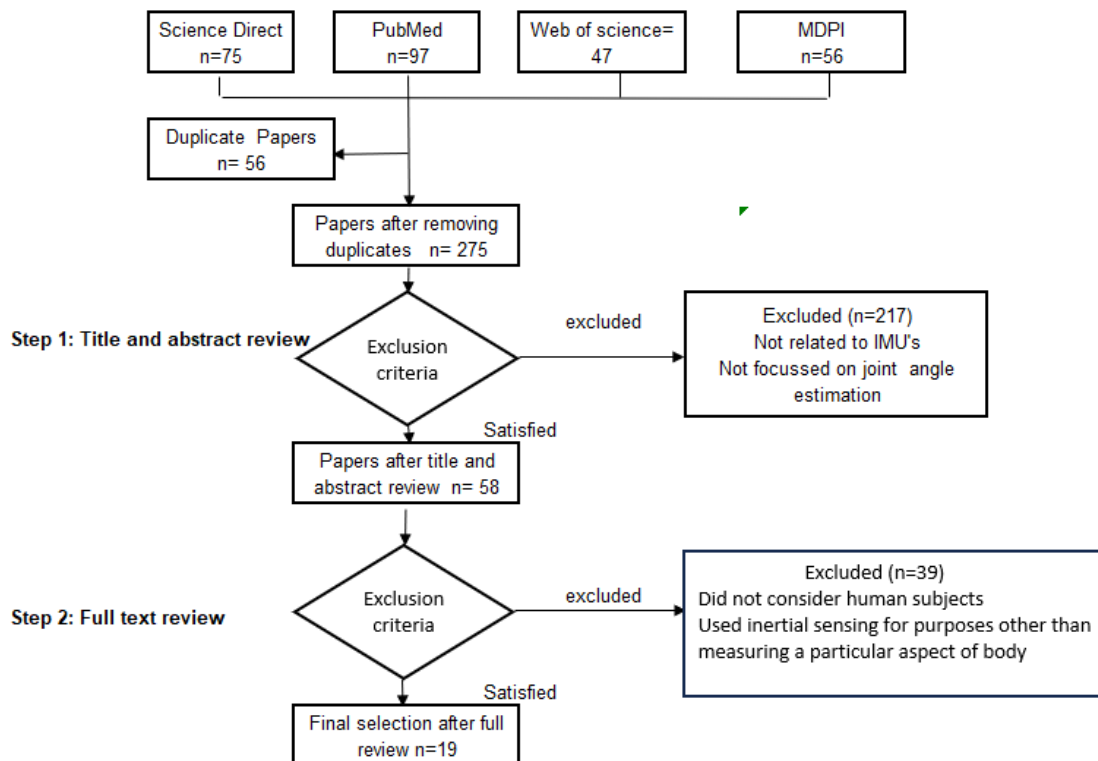 Science Direct
n=75
PubMed
n=97
Web of science=
47
MDPI
n=56
Duplicate Papers
n= 56
Papers after removing
duplicates n= 275
Step 1: Title and abstract review
Exclusion
criteria
excluded
Excluded (n=217)
Not related to IMU's
Not focussed on joint angle
estimation
Satisfied
Papers after title and
abstract review n= 58
Step 2: Full text review
Exclusion
criteria
excluded
Excluded (n=39)
Did not consider human subjects
Used inertial sensing for purposes other than
measuring a particular aspect of body
Satisfied
Final selection after full
review n=19